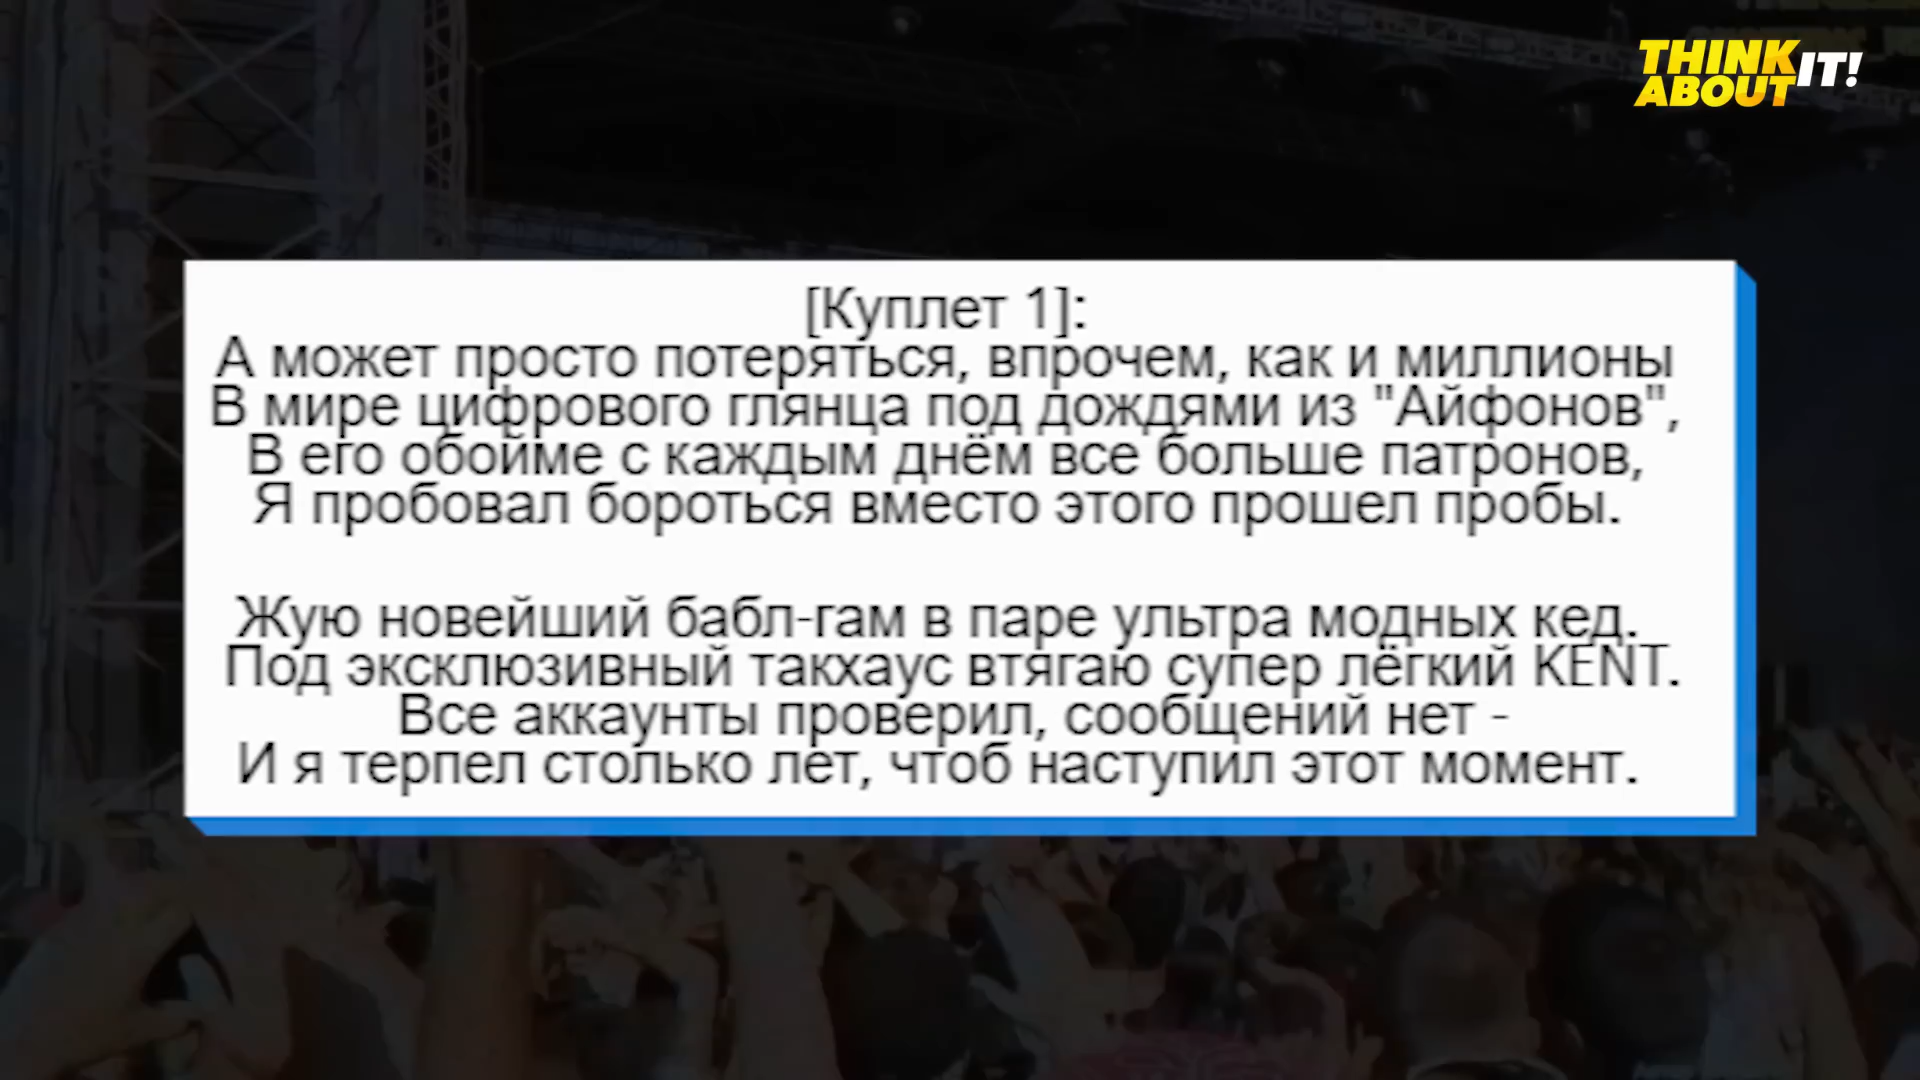 THINK
ABOUT IT!
[Куплет 1]:
А может просто потеряться, впрочем, как и миллионы
В мире цифрового глянца под дождями из "Айфонов",
В его обойме с каждым днём все больше патронов,
Я пробовал бороться вместо этого прошел пробы.
Жую новейший бабл-гам в паре ультра модных кед.
Под эксклюзивный такхаус втягаю супер лёгкий KENT.
Все аккаунты проверил, сообщений нет -
И я терпел столько лет, чтоб наступил этот момент.